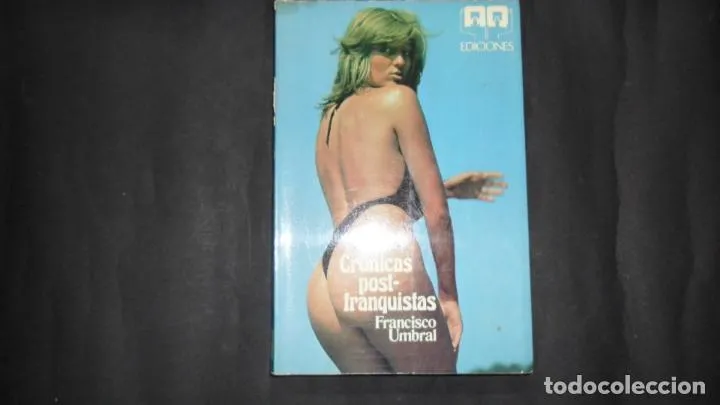 EDICIONES
Crónicas
post-
franquistas
Francisco
Umbral
todocoleccion